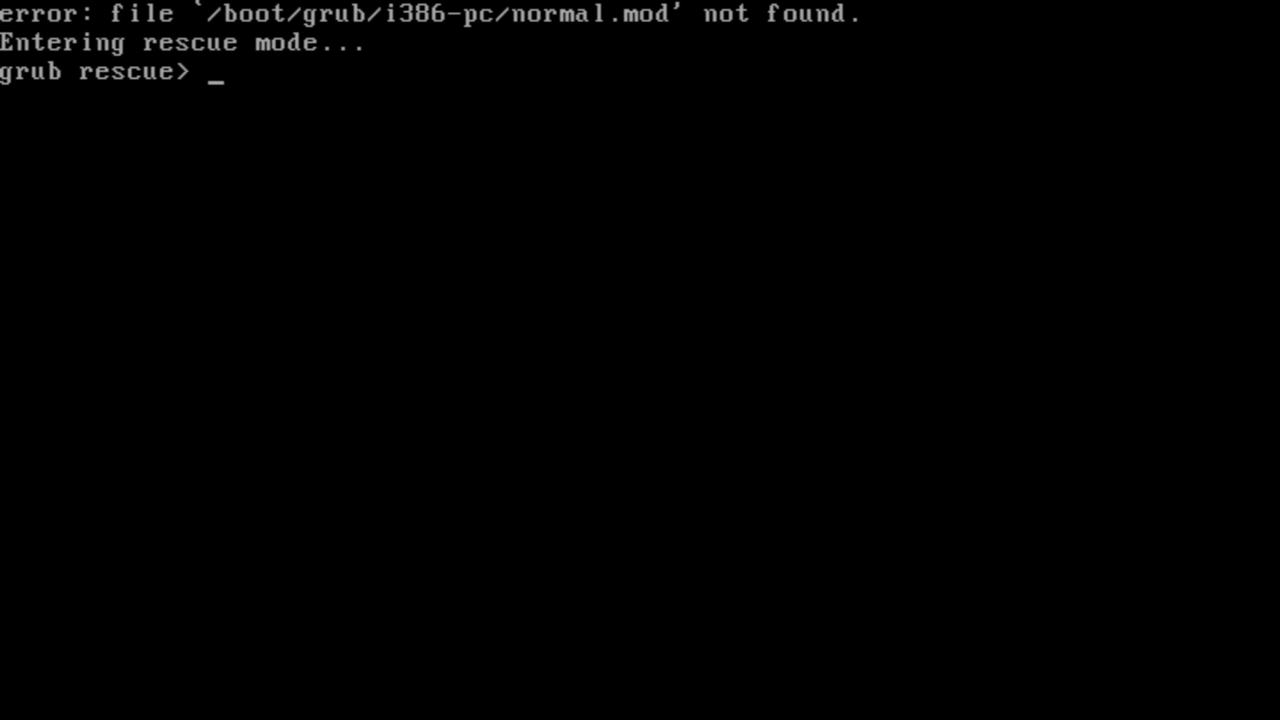 error: file `/boot/grub/i386-pc/normal.mod' not found.
Entering rescue mode...
grub rescue> _